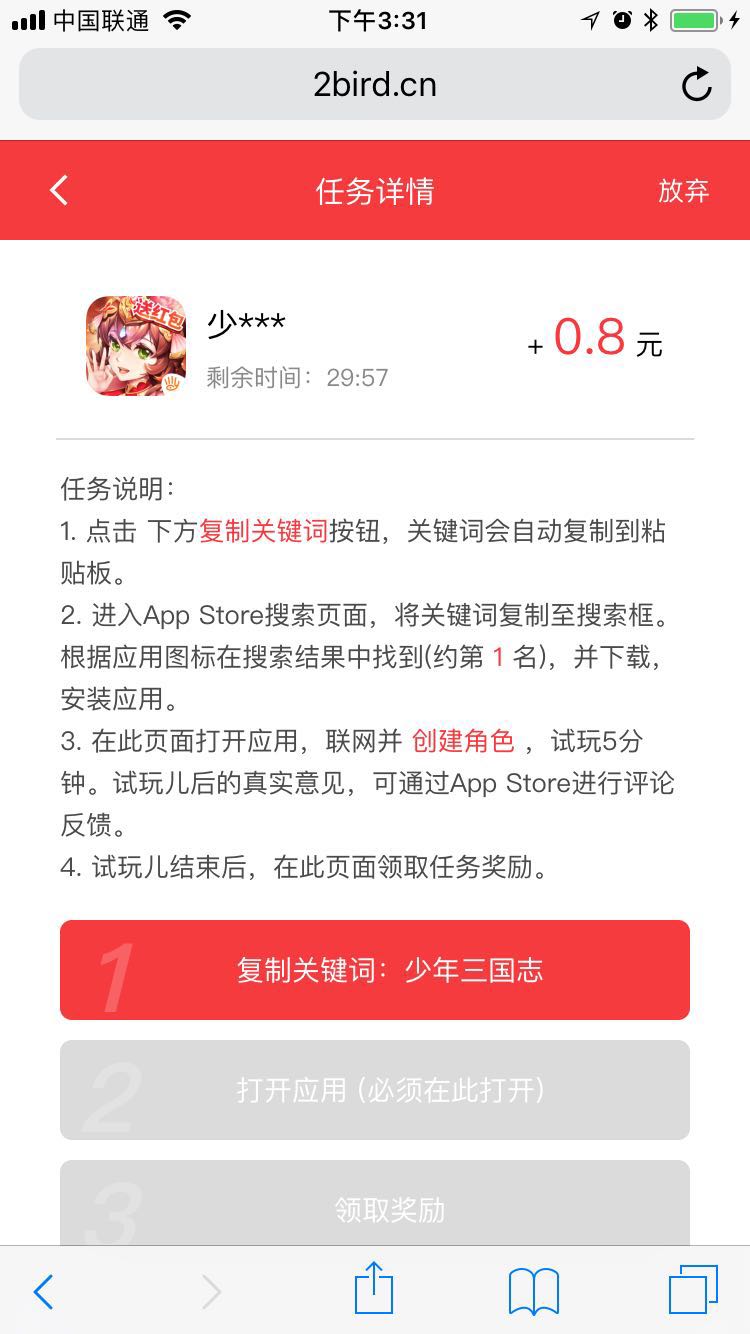 中国联通
下午3:31
2bird.cn
任务详情
放弃
送红包
少***
剩余时间：29:57
+ 0.8 元
任务说明：
1. 点击 下方复制关键词按钮，关键词会自动复制到粘
贴板。
2. 进入App Store搜索页面，将关键词复制至搜索框。
根据应用图标在搜索结果中找到(约第 1 名)，并下载，
安装应用。
3. 在此页面打开应用，联网并 创建角色 ，试玩5分
钟。试玩儿后的真实意见，可通过App Store进行评论
反馈。
4. 试玩儿结束后，在此页面领取任务奖励。
1 复制关键词：少年三国志
2 打开应用 (必须在此打开)
3 领取奖励